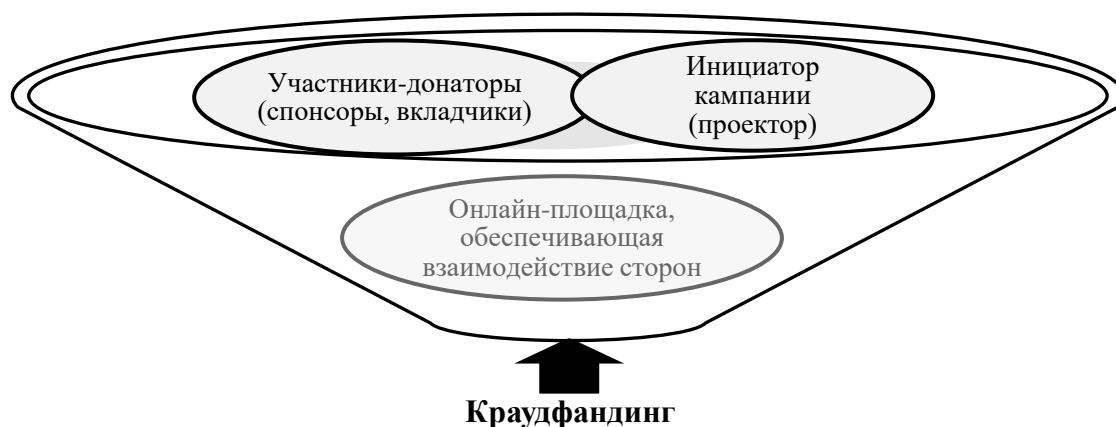 Участники-донаторы
(спонсоры, вкладчики)
Инициатор
кампании
(проектор)
Онлайн-площадка,
обеспечивающая
взаимодействие сторон
Краудфандинг